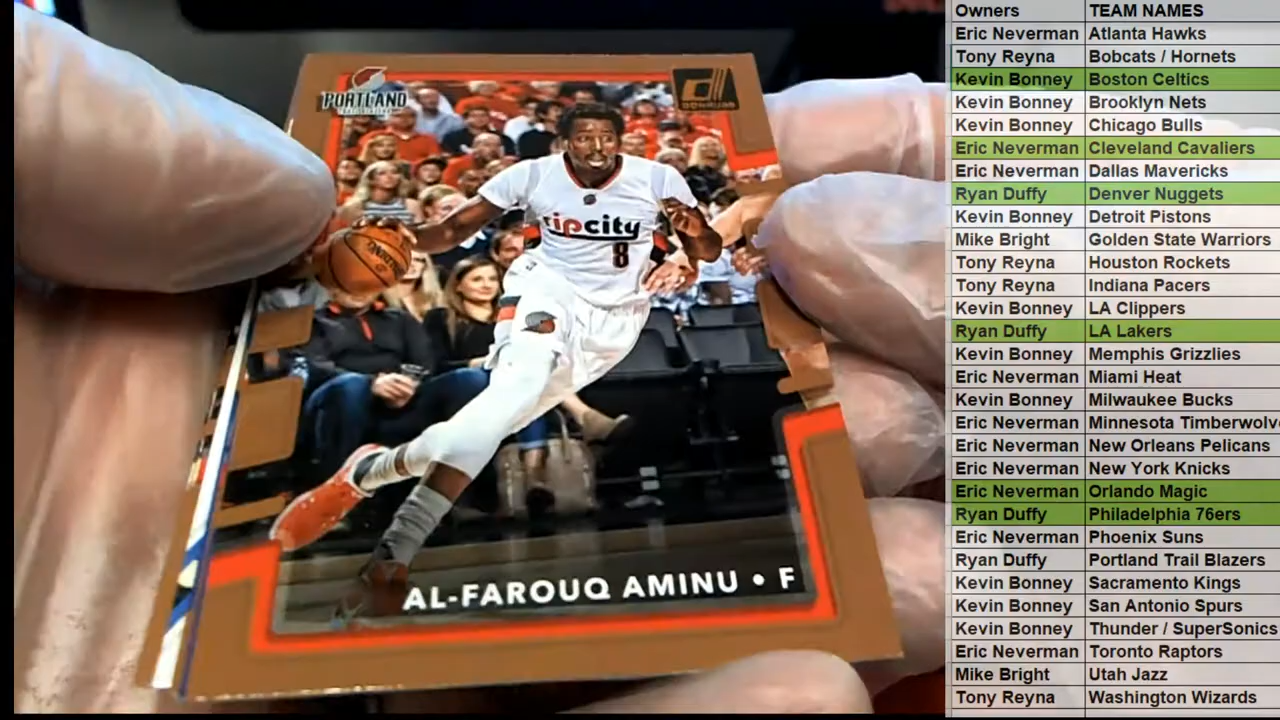 PORTLAND
DONRUSS
ripcity
8
AL-FAROUQ AMINU • F
Owners TEAM NAMES
Eric Neverman Atlanta Hawks
Tony Reyna Bobcats / Hornets
Kevin Bonney Boston Celtics
Kevin Bonney Brooklyn Nets
Kevin Bonney Chicago Bulls
Eric Neverman Cleveland Cavaliers
Eric Neverman Dallas Mavericks
Ryan Duffy Denver Nuggets
Kevin Bonney Detroit Pistons
Mike Bright Golden State Warriors
Tony Reyna Houston Rockets
Tony Reyna Indiana Pacers
Kevin Bonney LA Clippers
Ryan Duffy LA Lakers
Kevin Bonney Memphis Grizzlies
Eric Neverman Miami Heat
Kevin Bonney Milwaukee Bucks
Eric Neverman Minnesota Timberwolv
Eric Neverman New Orleans Pelicans
Eric Neverman New York Knicks
Eric Neverman Orlando Magic
Ryan Duffy Philadelphia 76ers
Eric Neverman Phoenix Suns
Ryan Duffy Portland Trail Blazers
Kevin Bonney Sacramento Kings
Kevin Bonney San Antonio Spurs
Kevin Bonney Thunder / SuperSonics
Eric Neverman Toronto Raptors
Mike Bright Utah Jazz
Tony Reyna Washington Wizards